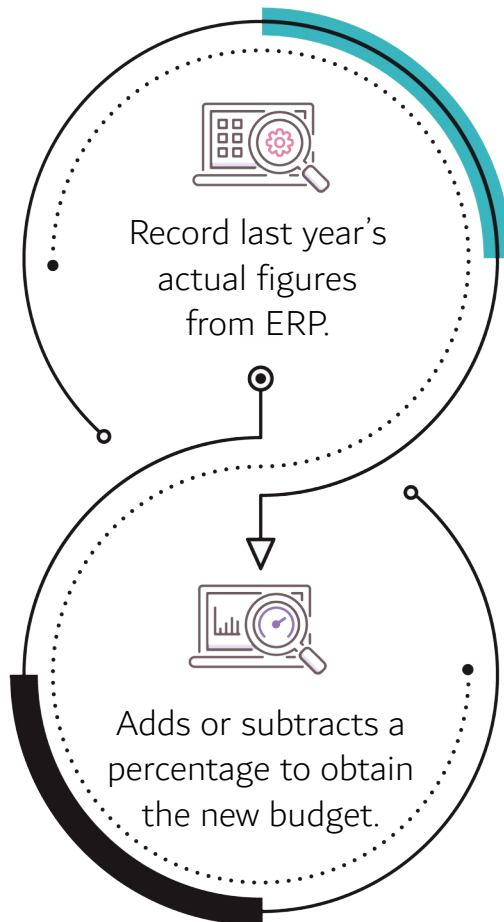 Record last year's
actual figures
from ERP.
Adds or subtracts a
percentage to obtain
the new budget.